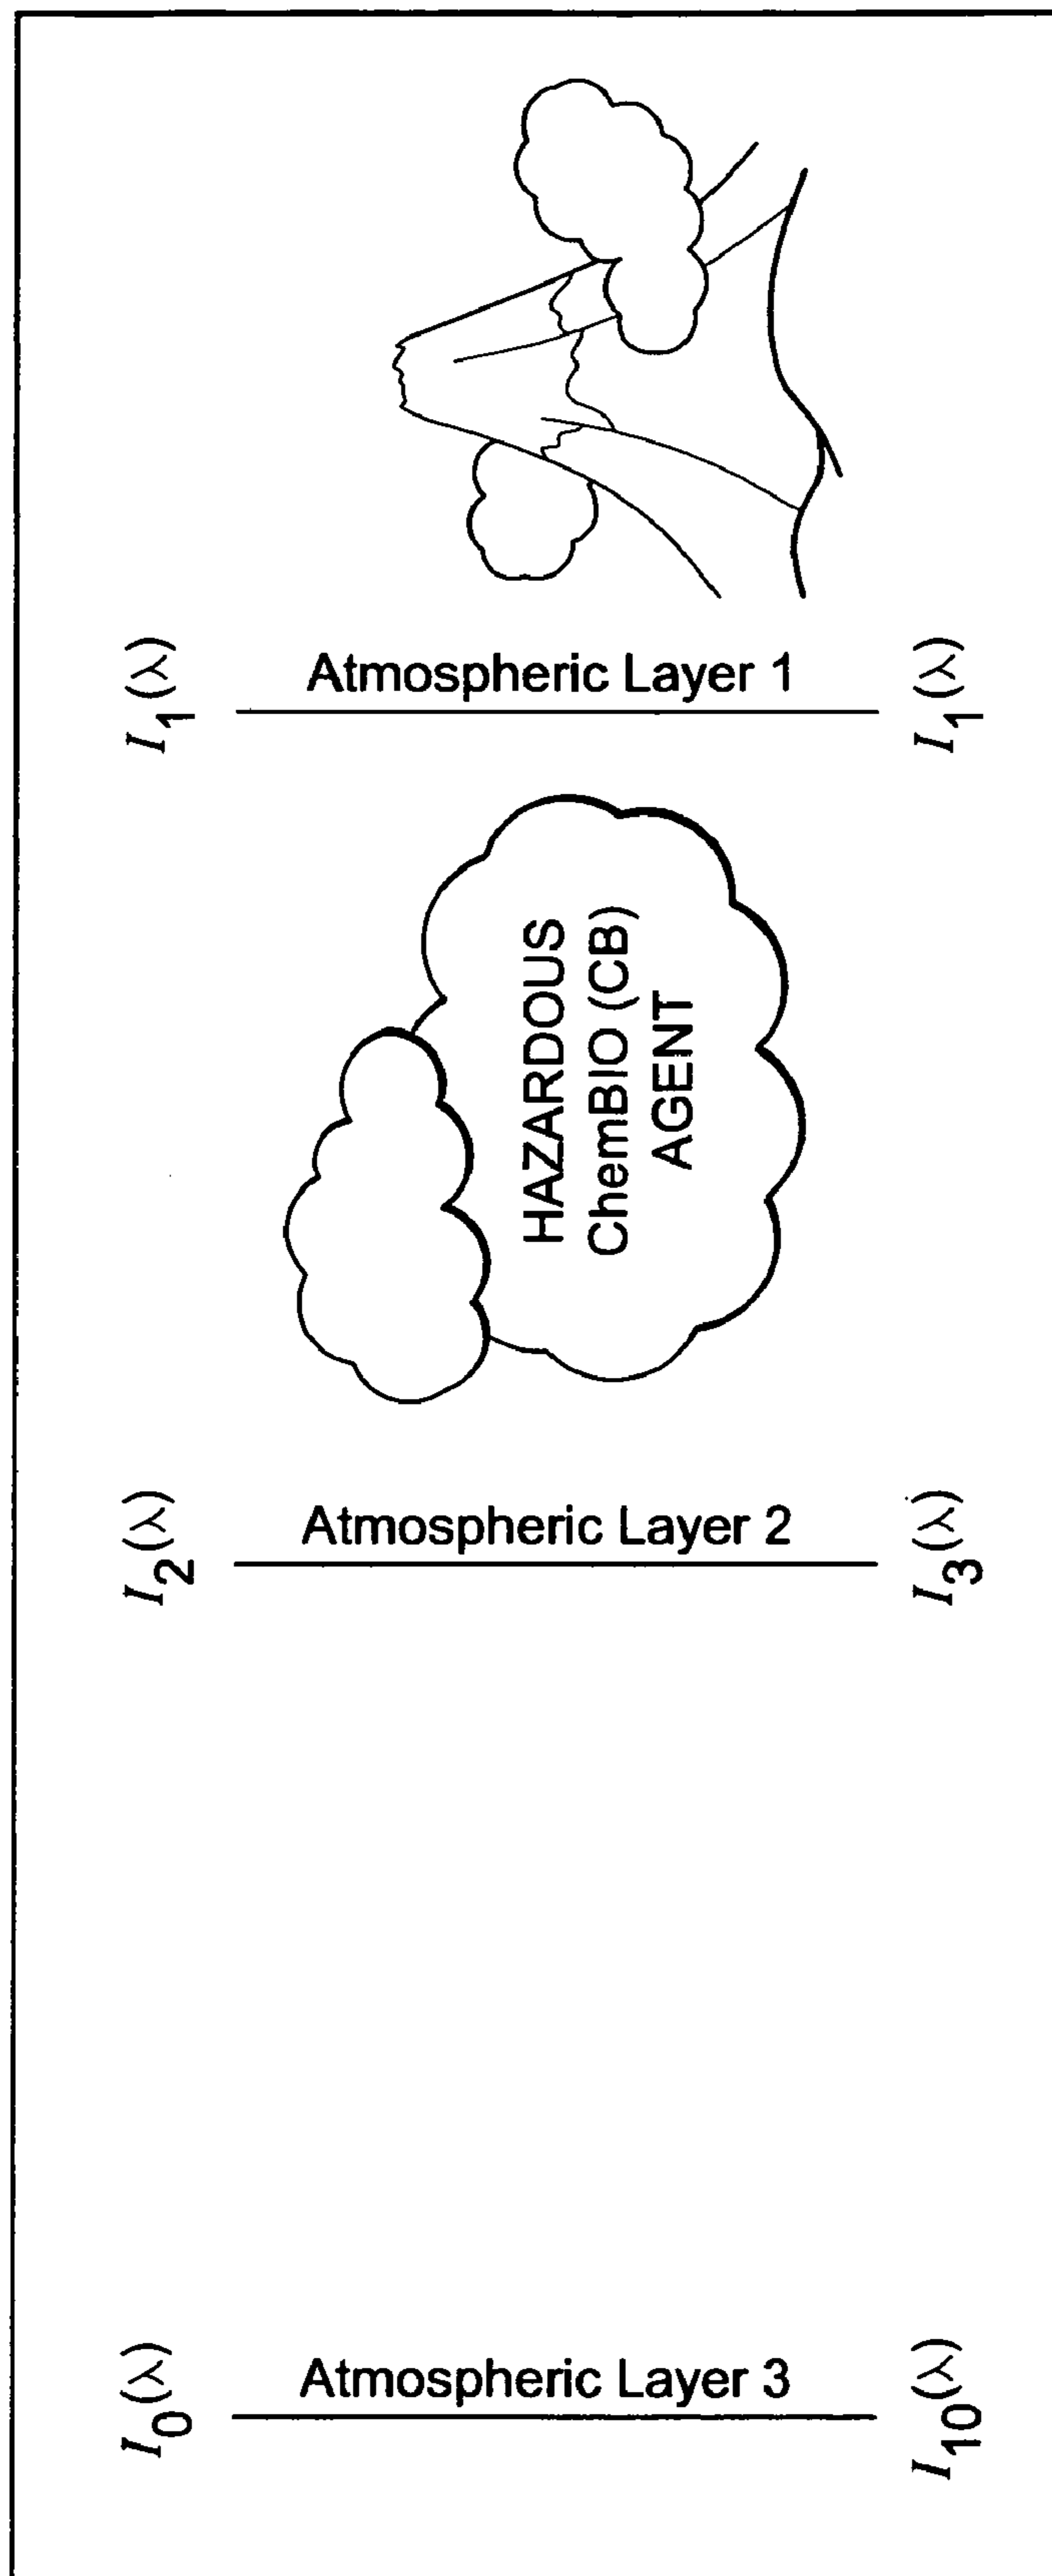 I₁(λ)
Atmospheric Layer 1
I₁(λ)
HAZARDOUS
ChemBIO (CB)
AGENT
I₂(λ)
Atmospheric Layer 2
I₃(λ)
I₀(λ)
Atmospheric Layer 3
I₁₀(λ)